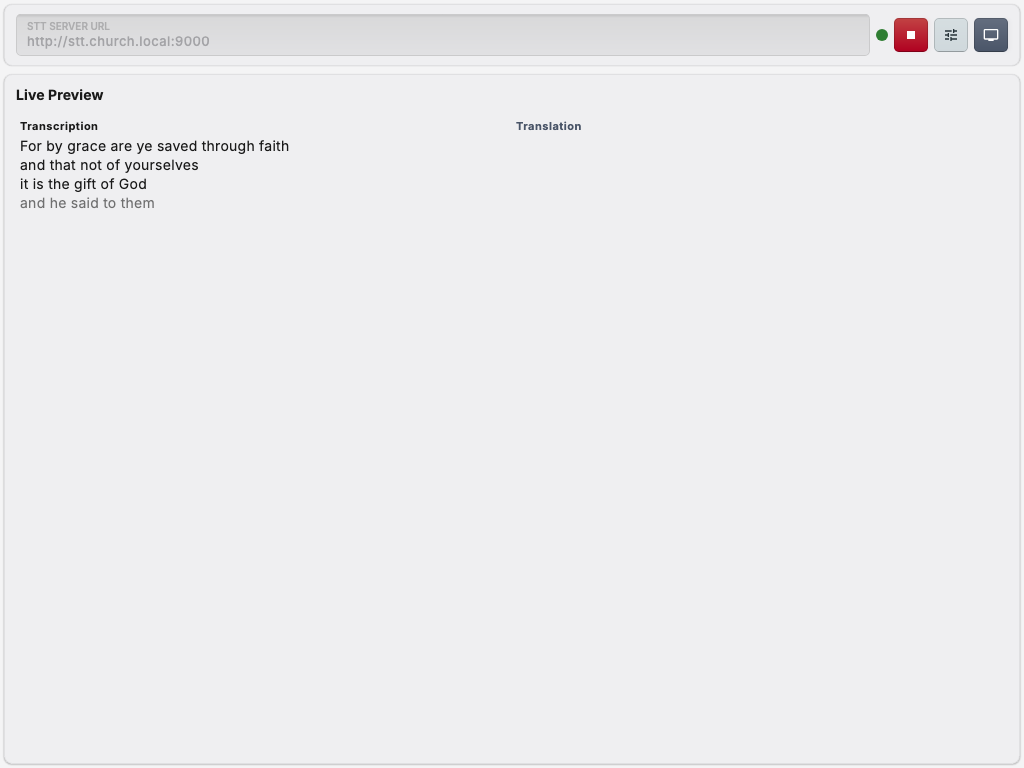 STT SERVER URL
http://stt.church.local:9000
Live Preview
Transcription
For by grace are ye saved through faith
and that not of yourselves
it is the gift of God
and he said to them
Translation